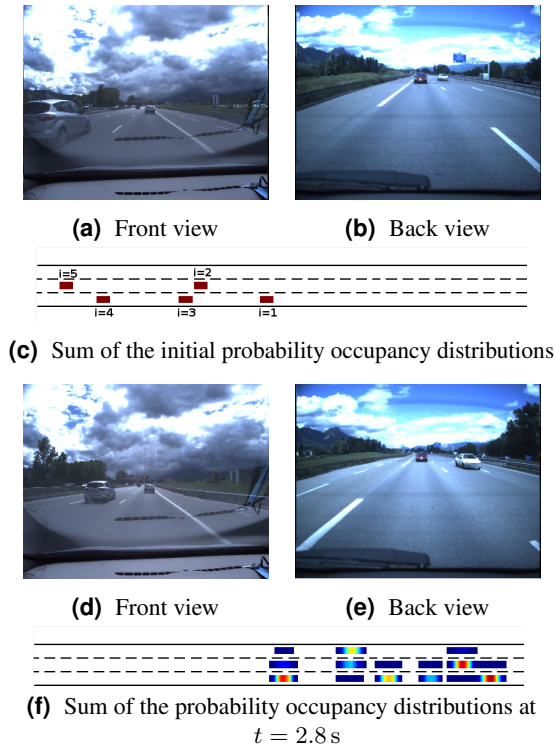 (a) Front view
(b) Back view
i=5
i=2
i=4
i=3
i=1
(c) Sum of the initial probability occupancy distributions
(d) Front view
(e) Back view
(f) Sum of the probability occupancy distributions at
t = 2.8 s